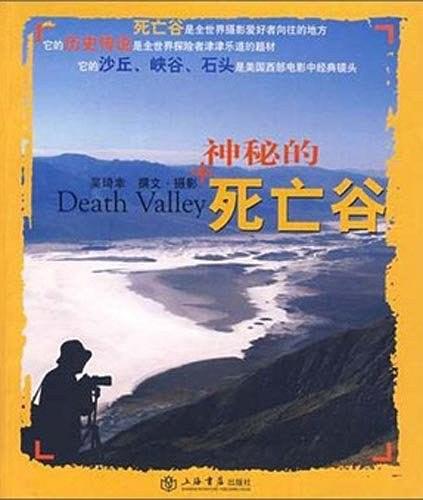 死亡谷是全世界摄影爱好者向往的地方
它的历史传说是全世界探险者津津乐道的题材
它的沙丘、峡谷、石头是美国西部电影中经典镜头
神秘的
吴琦幸 撰文·摄影
Death Valley
死亡谷
上海书店出版社